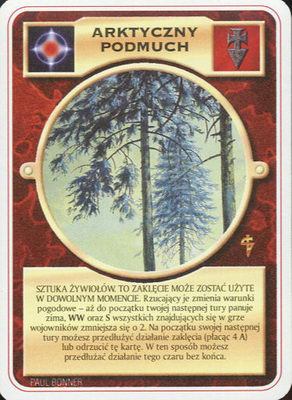 ARKTYCZNY
PODMUCH
SZTUKA ŻYWIOŁÓW. TO ZAKLĘCIE MOŻE ZOSTAĆ UŻYTE
W DOWOLNYM MOMENCIE. Rzucający je zmienia warunki
pogodowe – aż do początku twojej następnej tury panuje
zima, WW oraz S wszystkich znajdujących się w grze
wojowników zmniejsza się o 2. Na początku swojej następnej
tury możesz przedłużyć działanie zaklęcia (płacąc 4 A)
lub odrzucić tę kartę. W ten sposób możesz
przedłużać działanie tego czaru bez końca.
PAUL BONNER